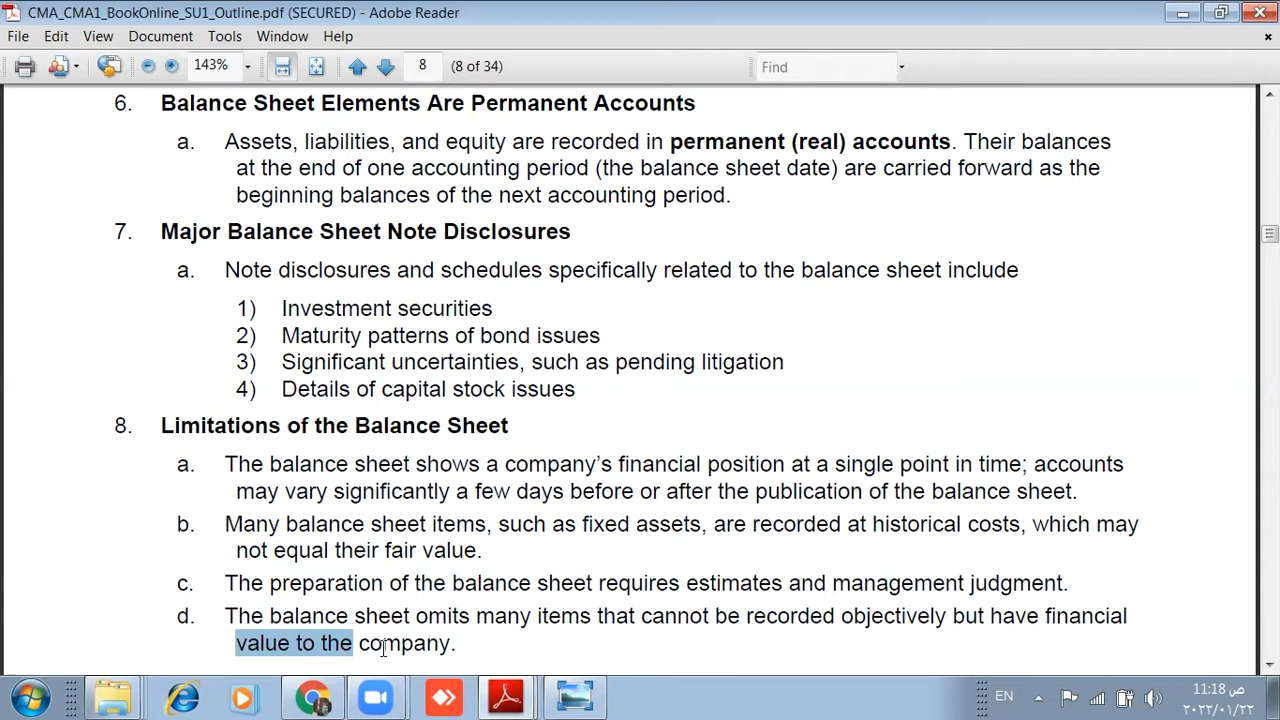 CMA_CMA1_BookOnline_SU1_Outline.pdf (SECURED) - Adobe Reader
File Edit View Document Tools Window Help
143% 8 (8 of 34) Find
6. Balance Sheet Elements Are Permanent Accounts
a. Assets, liabilities, and equity are recorded in permanent (real) accounts. Their balances
at the end of one accounting period (the balance sheet date) are carried forward as the
beginning balances of the next accounting period.
7. Major Balance Sheet Note Disclosures
a. Note disclosures and schedules specifically related to the balance sheet include
1) Investment securities
2) Maturity patterns of bond issues
3) Significant uncertainties, such as pending litigation
4) Details of capital stock issues
8. Limitations of the Balance Sheet
a. The balance sheet shows a company's financial position at a single point in time; accounts
may vary significantly a few days before or after the publication of the balance sheet.
b. Many balance sheet items, such as fixed assets, are recorded at historical costs, which may
not equal their fair value.
c. The preparation of the balance sheet requires estimates and management judgment.
d. The balance sheet omits many items that cannot be recorded objectively but have financial
value to the company.
EN
11:18 ص
٢٠٢٢/٠١/٢٢